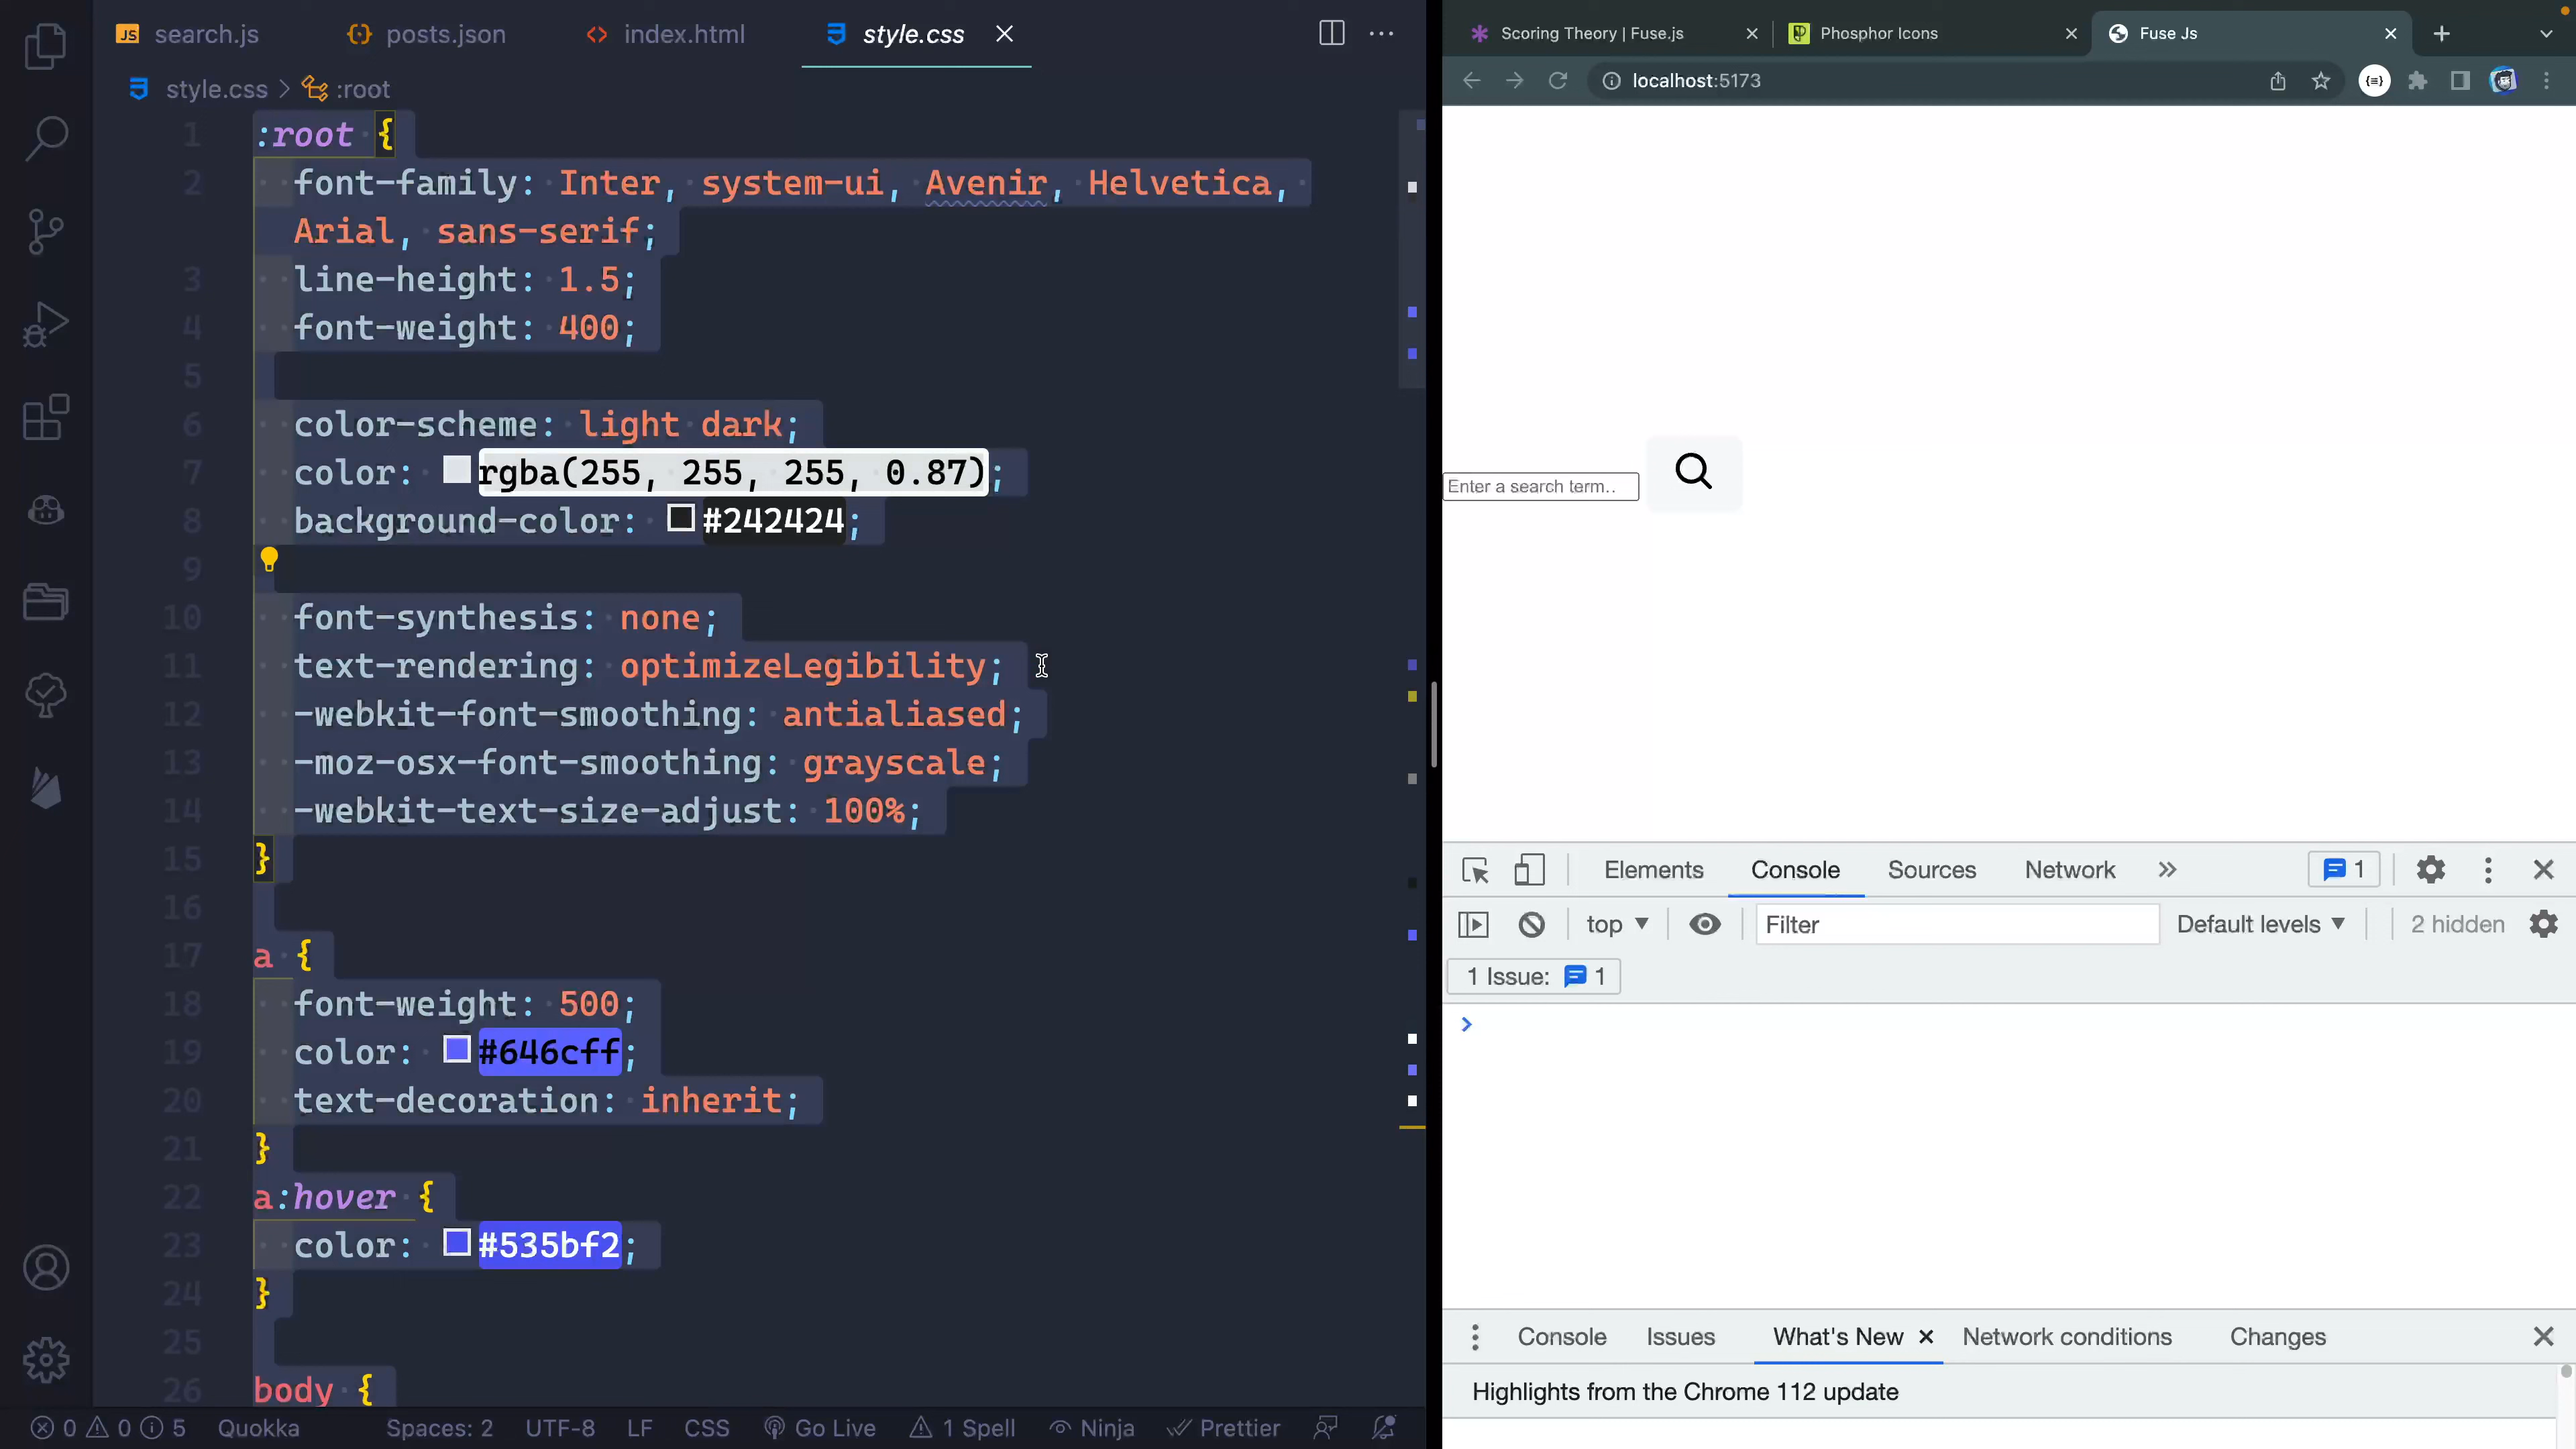 JS search.js posts.json index.html style.css
style.css > :root
1 :root {
2 font-family: Inter, system-ui, Avenir, Helvetica,
Arial, sans-serif;
3 line-height: 1.5;
4 font-weight: 400;
5
6 color-scheme: light dark;
7 color: rgba(255, 255, 255, 0.87);
8 background-color: #242424;
9
10 font-synthesis: none;
11 text-rendering: optimizeLegibility;
12 -webkit-font-smoothing: antialiased;
13 -moz-osx-font-smoothing: grayscale;
14 -webkit-text-size-adjust: 100%;
15 }
16
17 a {
18 font-weight: 500;
19 color: #646cff;
20 text-decoration: inherit;
21 }
22 a:hover {
23 color: #535bf2;
24 }
25
26 body {
0 0 5 Quokka Spaces: 2 UTF-8 LF CSS Go Live 1 Spell Ninja Prettier
Scoring Theory | Fuse.js Phosphor Icons Fuse Js
localhost:5173
Enter a search term..
Elements Console Sources Network 1
top Filter Default levels 2 hidden
1 Issue: 1
Console Issues What's New Network conditions Changes
Highlights from the Chrome 112 update